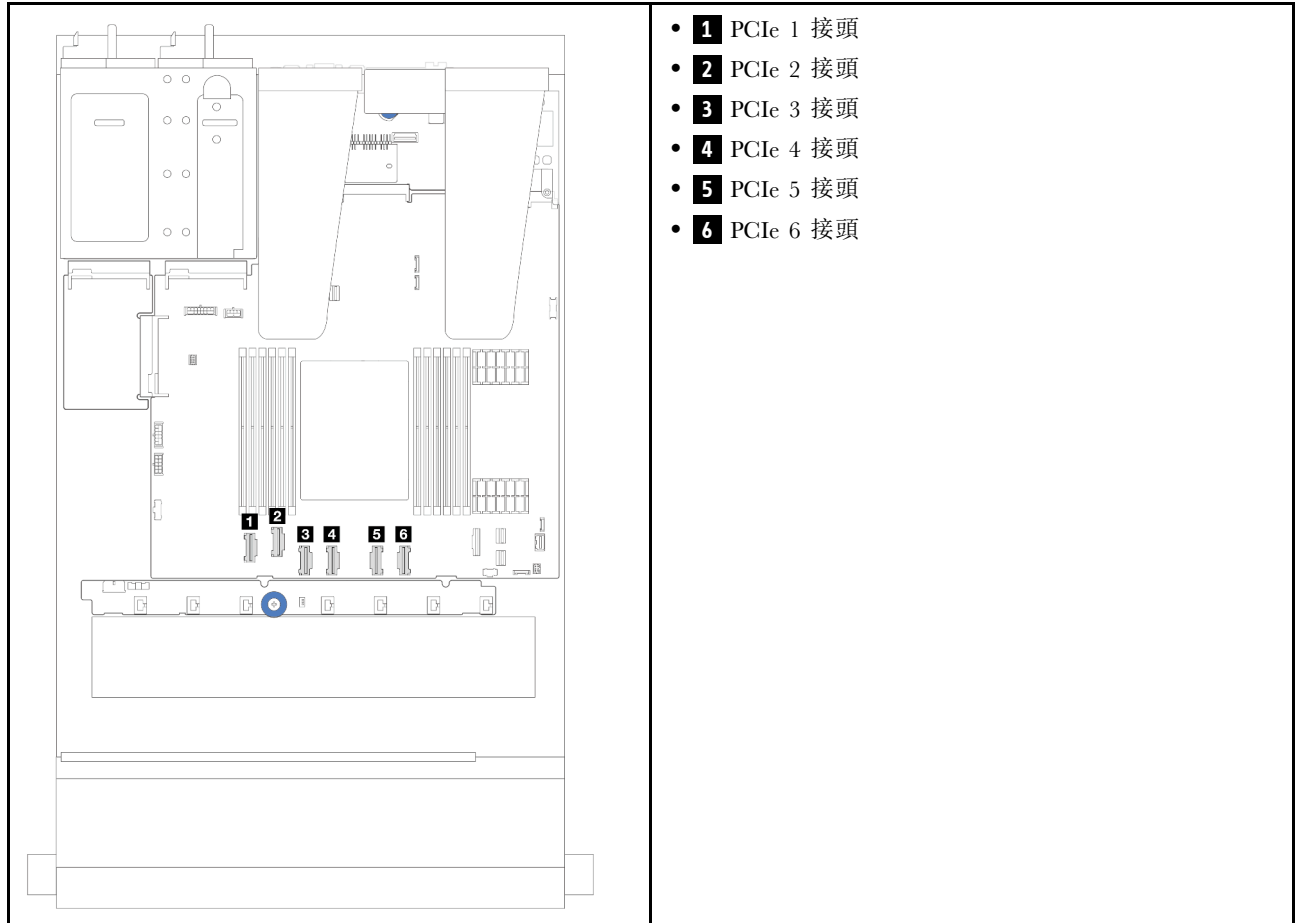 1
2
3
4
5
6
• 1 PCIe 1 接頭
• 2 PCIe 2 接頭
• 3 PCIe 3 接頭
• 4 PCIe 4 接頭
• 5 PCIe 5 接頭
• 6 PCIe 6 接頭